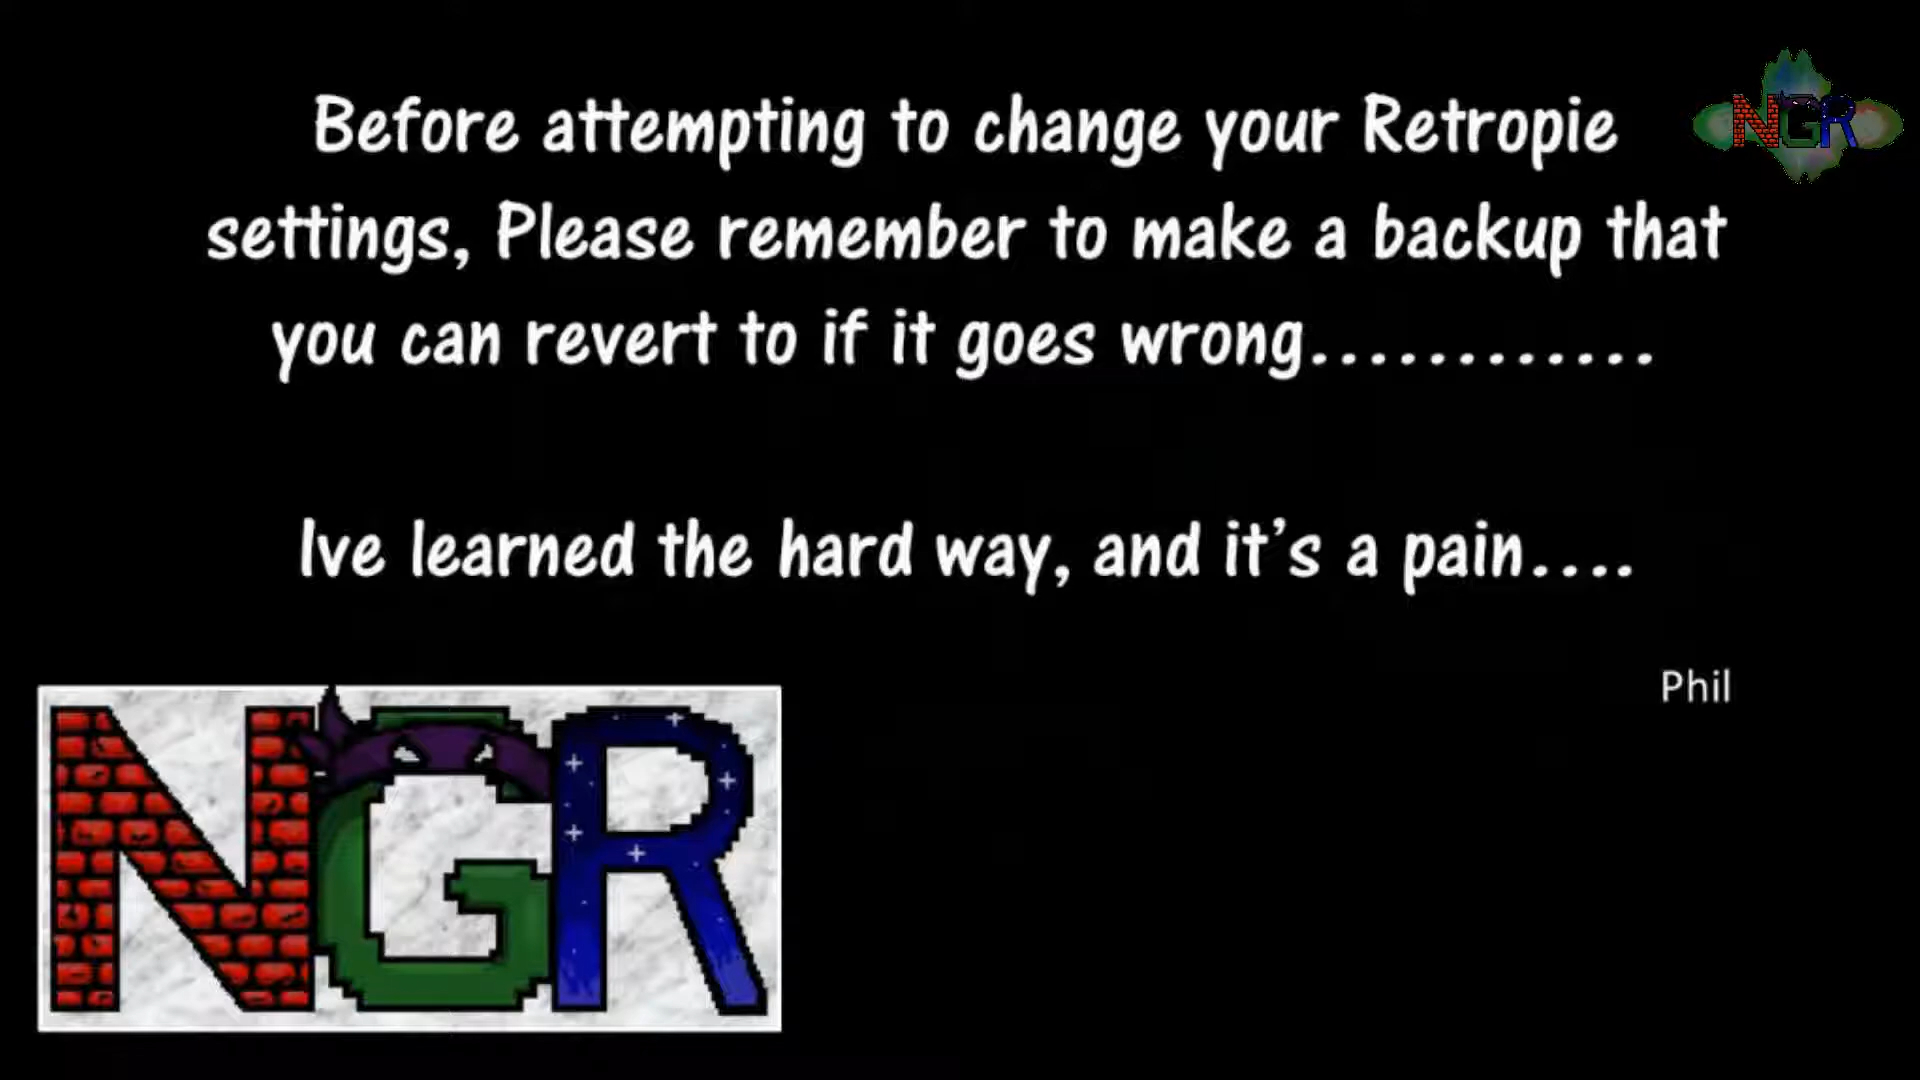 Before attempting to change your Retropie
settings, Please remember to make a backup that
you can revert to if it goes wrong............
Ive learned the hard way, and it's a pain....
Phil
NGR
NGR